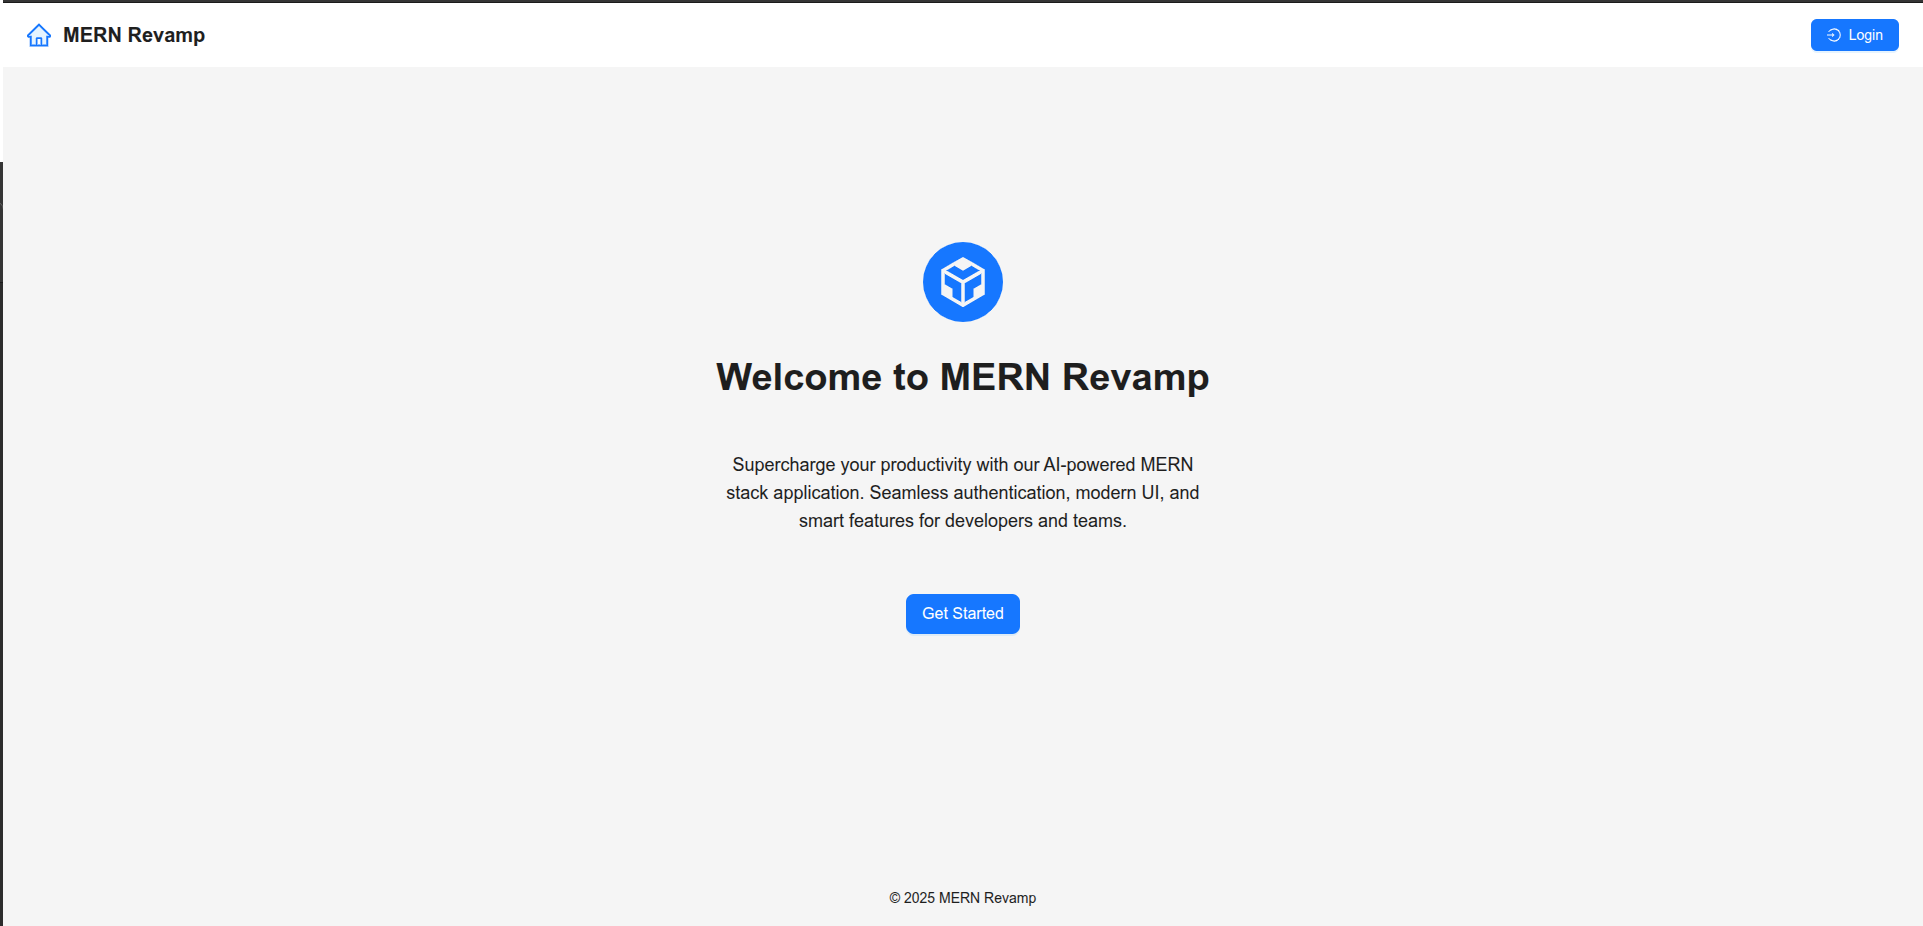 MERN Revamp
Login
Welcome to MERN Revamp
Supercharge your productivity with our AI-powered MERN
stack application. Seamless authentication, modern UI, and
smart features for developers and teams.
Get Started
© 2025 MERN Revamp